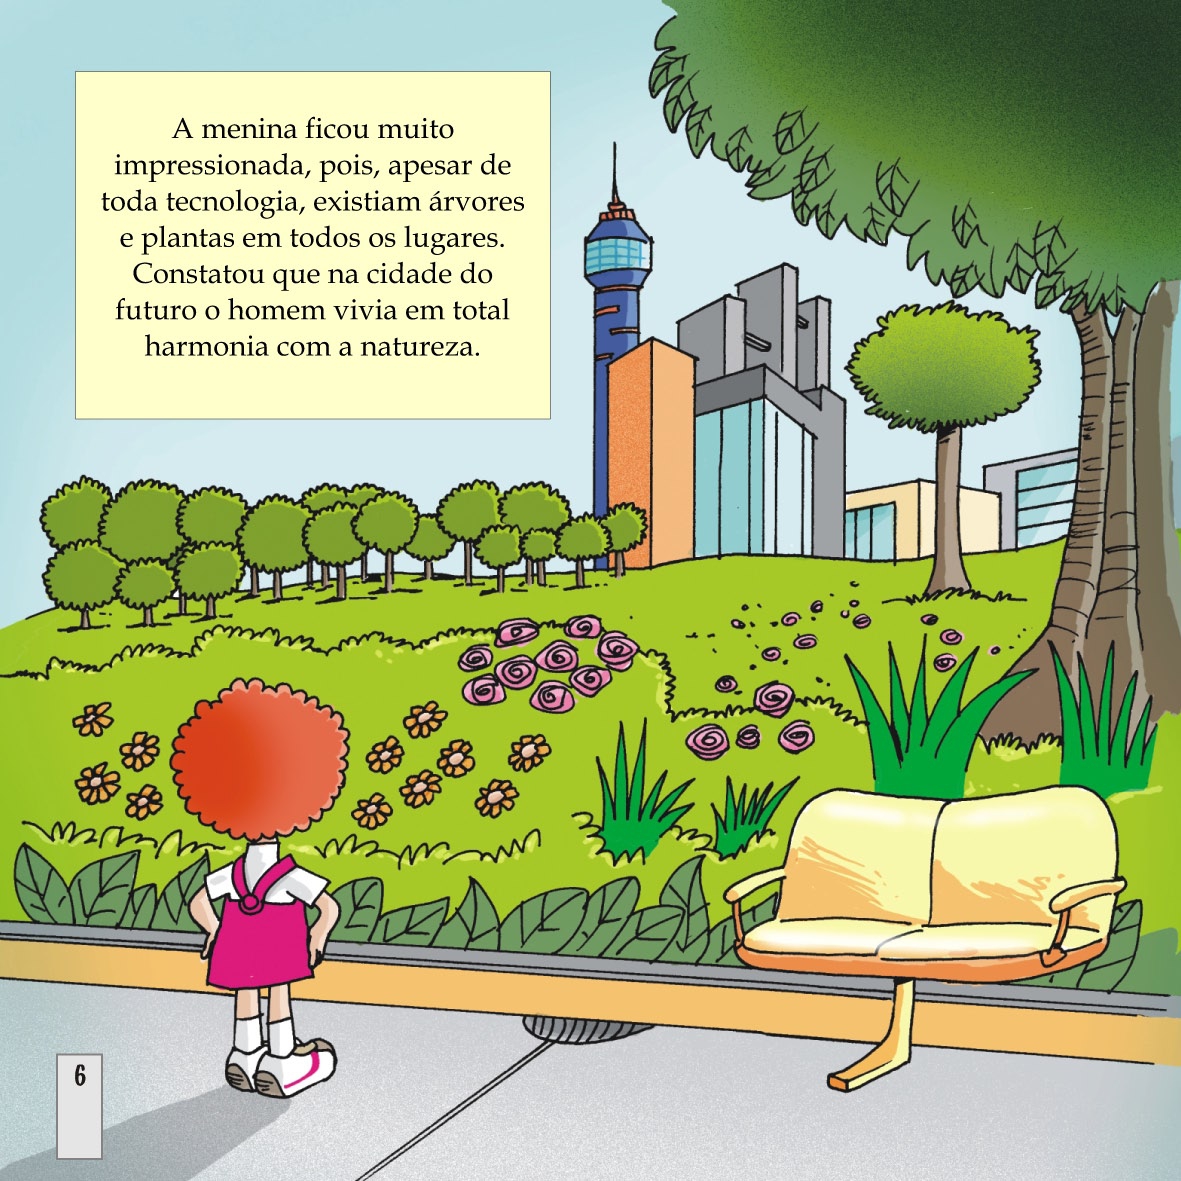 A menina ficou muito
impressionada, pois, apesar de
toda tecnologia, existiam árvores
e plantas em todos os lugares.
Constatou que na cidade do
futuro o homem vivia em total
harmonia com a natureza.
6